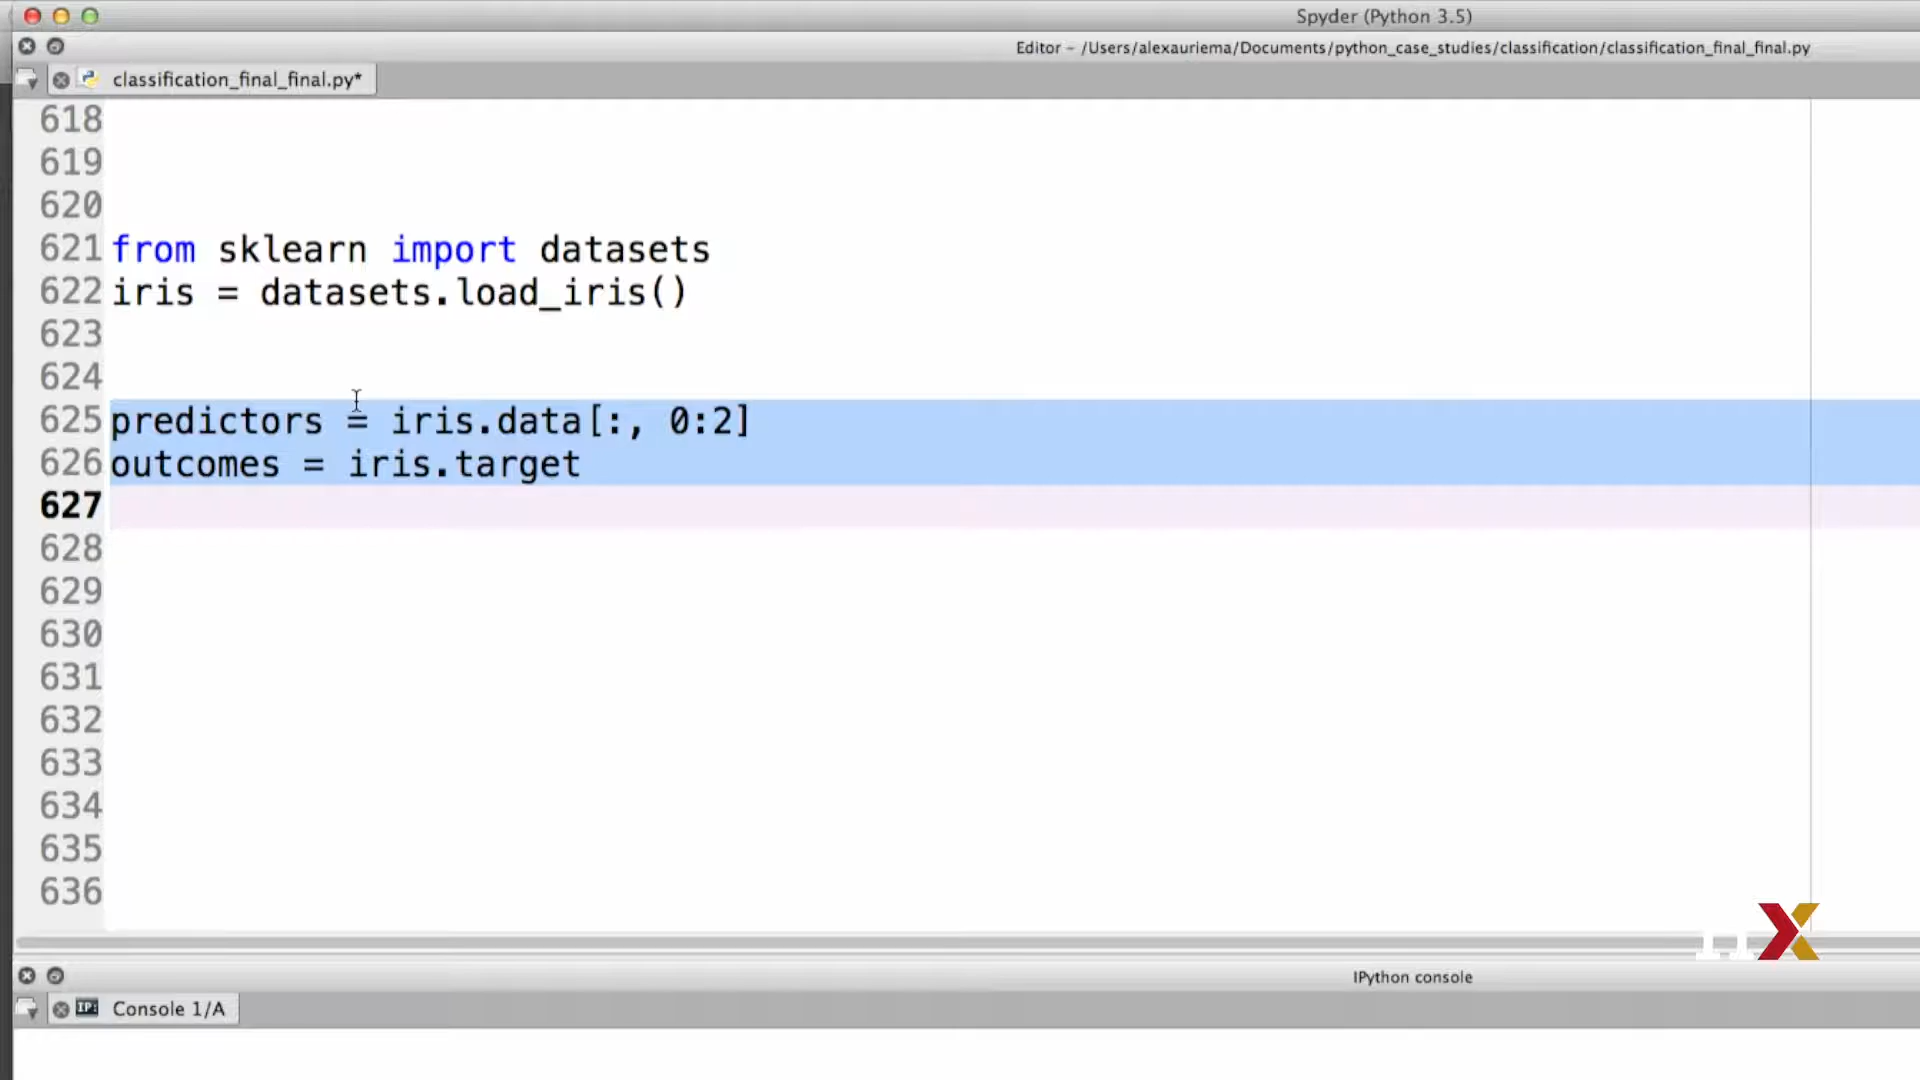 Spyder (Python 3.5)
Editor – /Users/alexauriema/Documents/python_case_studies/classification/classification_final_final.py
classification_final_final.py*
618
619
620
621 from sklearn import datasets
622 iris = datasets.load_iris()
623
624
625 predictors = iris.data[:, 0:2]
626 outcomes = iris.target
627
628
629
630
631
632
633
634
635
636
IPython console
IP: Console 1/A